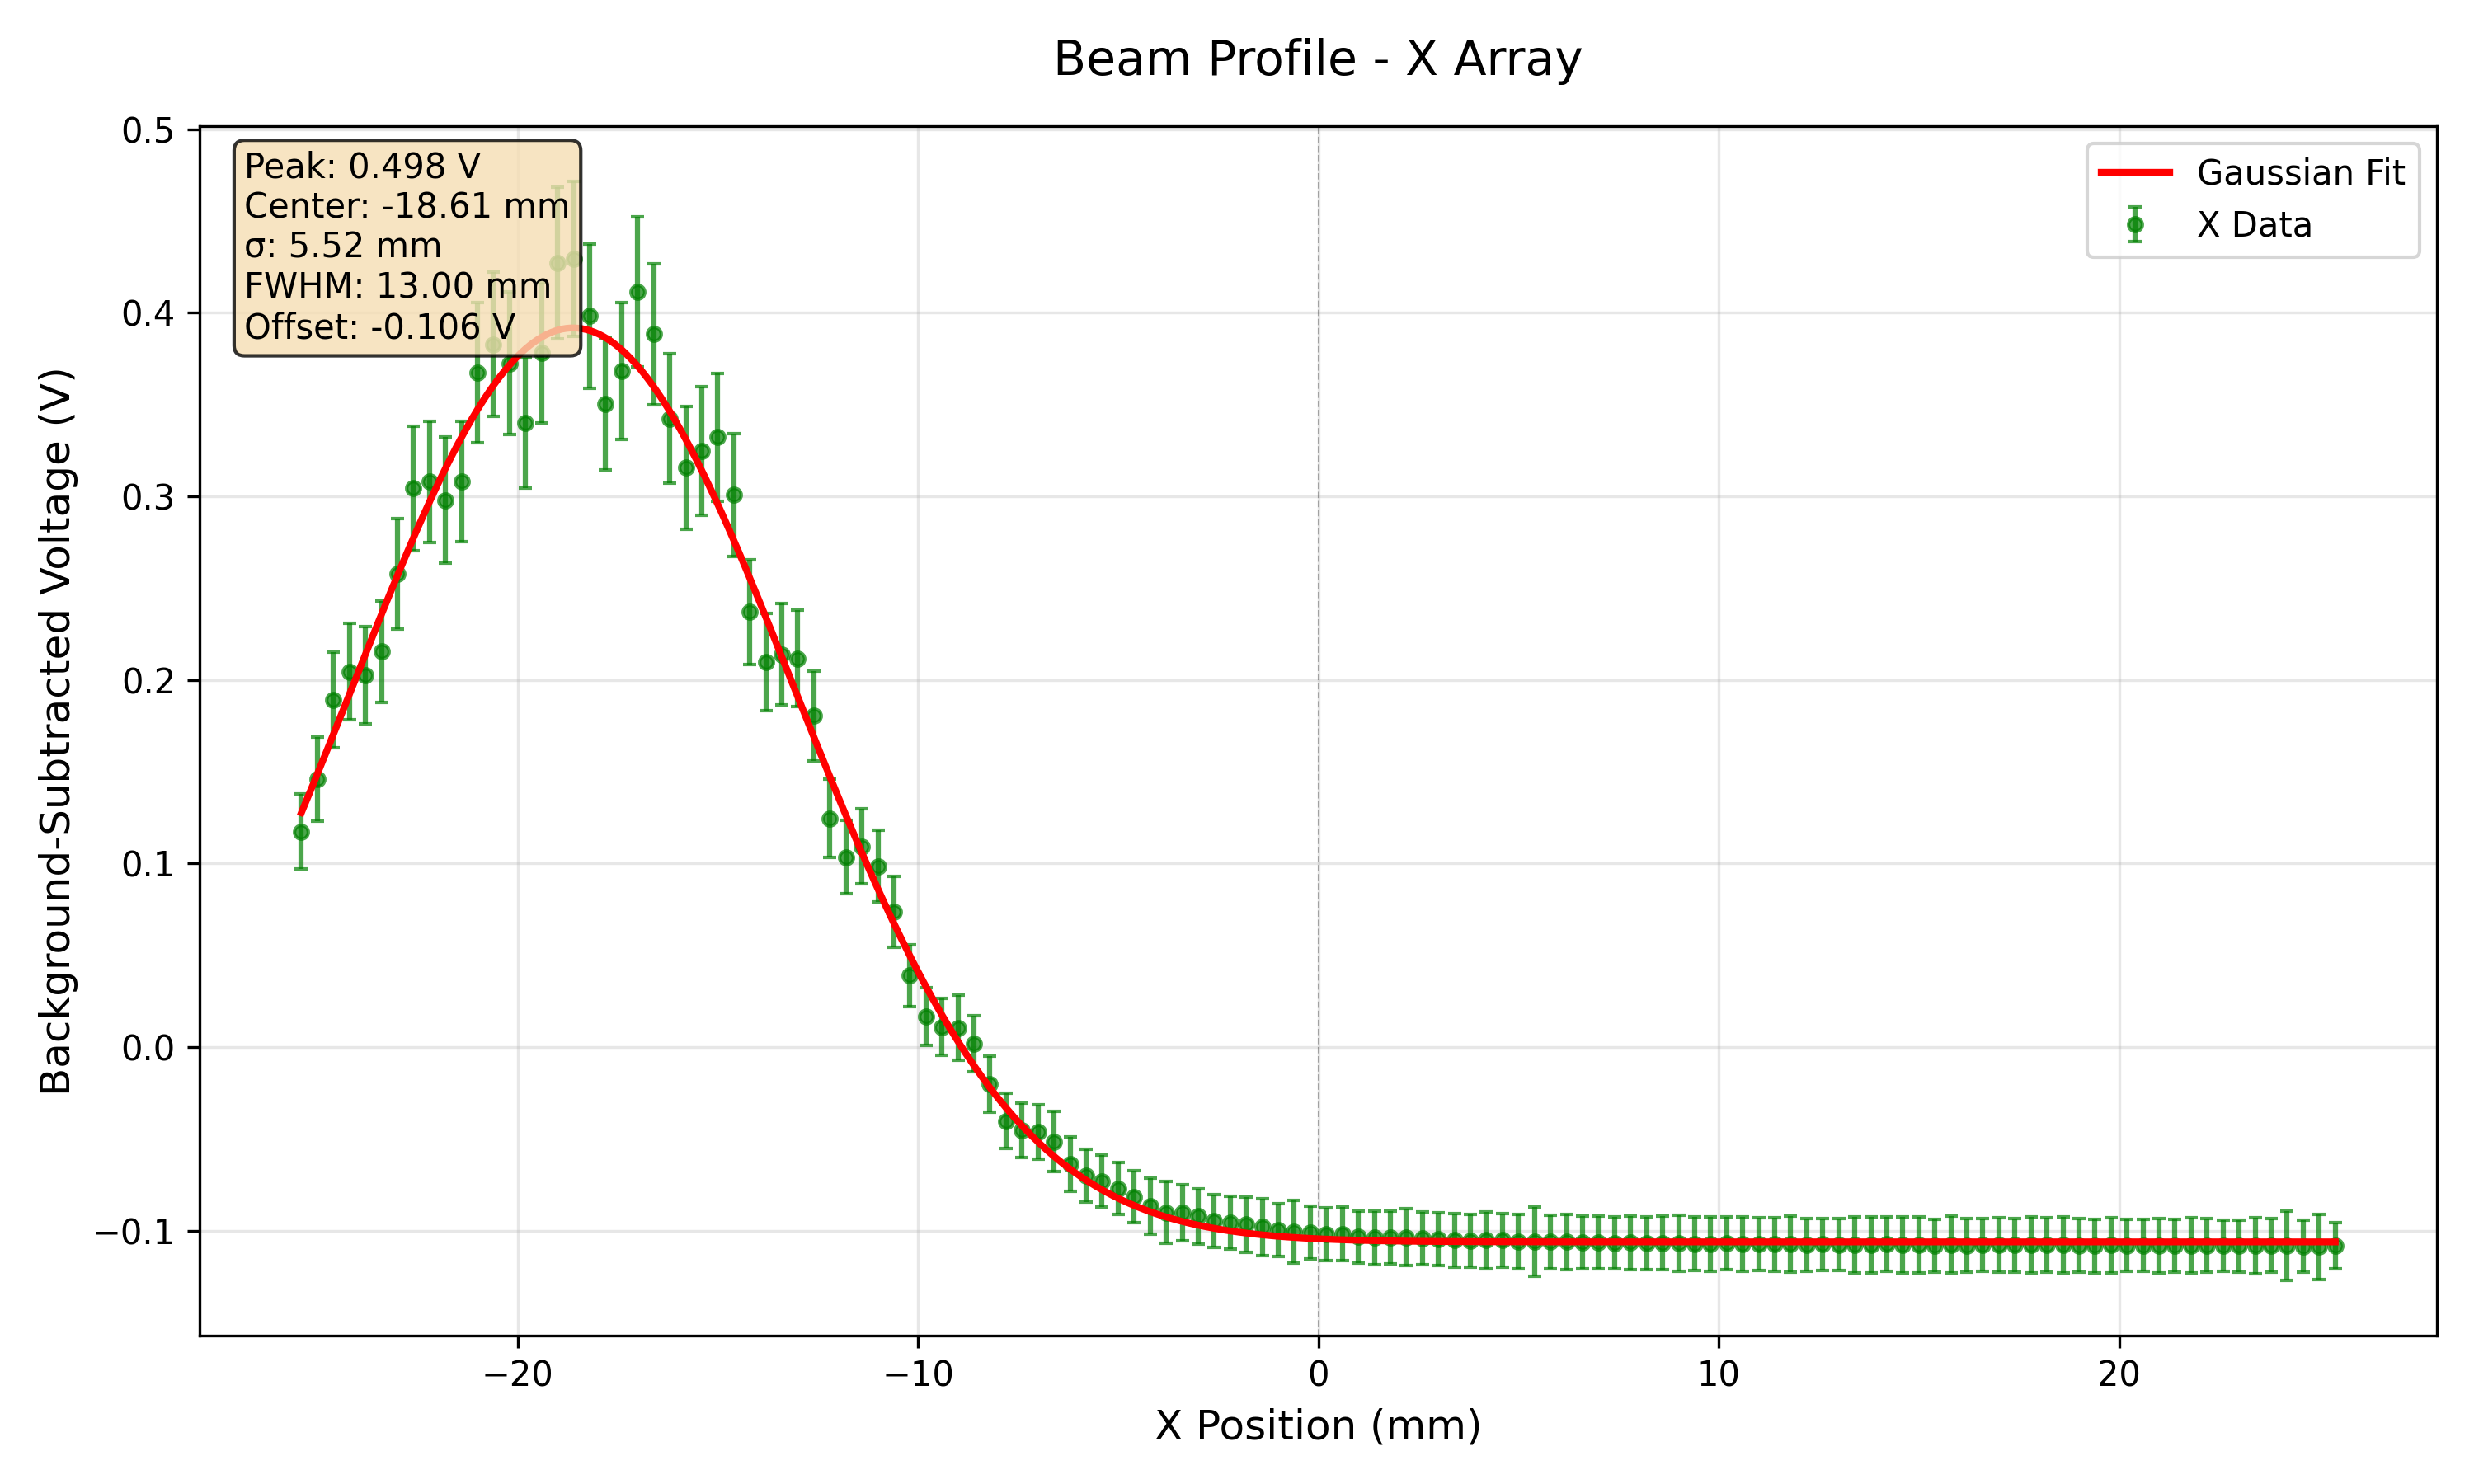 Beam Profile - X Array
Peak: 0.498 V
Center: -18.61 mm
σ: 5.52 mm
FWHM: 13.00 mm
Offset: -0.106 V
Gaussian Fit
X Data
Background-Subtracted Voltage (V)
0.5
0.4
0.3
0.2
0.1
0.0
−0.1
−20
−10
0
10
20
X Position (mm)